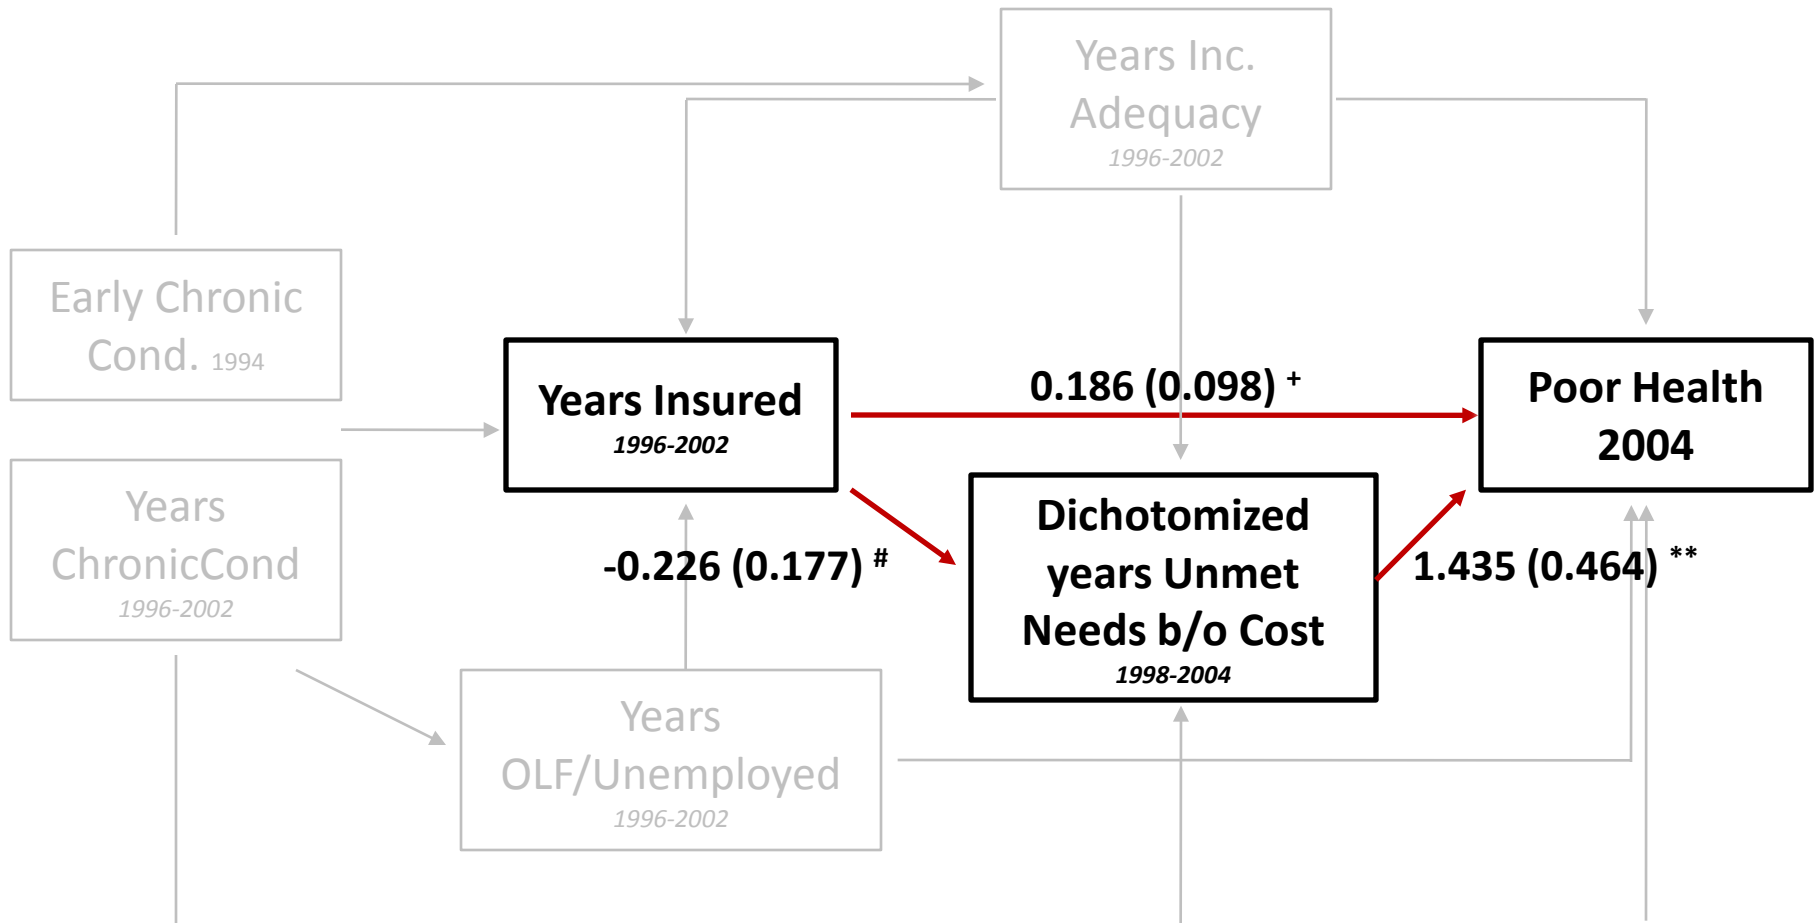 Years Inc.
Adequacy
1996-2002
Early Chronic
Cond. 1994
Years Insured
1996-2002
0.186 (0.098) +
Poor Health
2004
Years
ChronicCond
1996-2002
-0.226 (0.177) #
Dichotomized
years Unmet
Needs b/o Cost
1998-2004
1.435 (0.464) **
Years
OLF/Unemployed
1996-2002